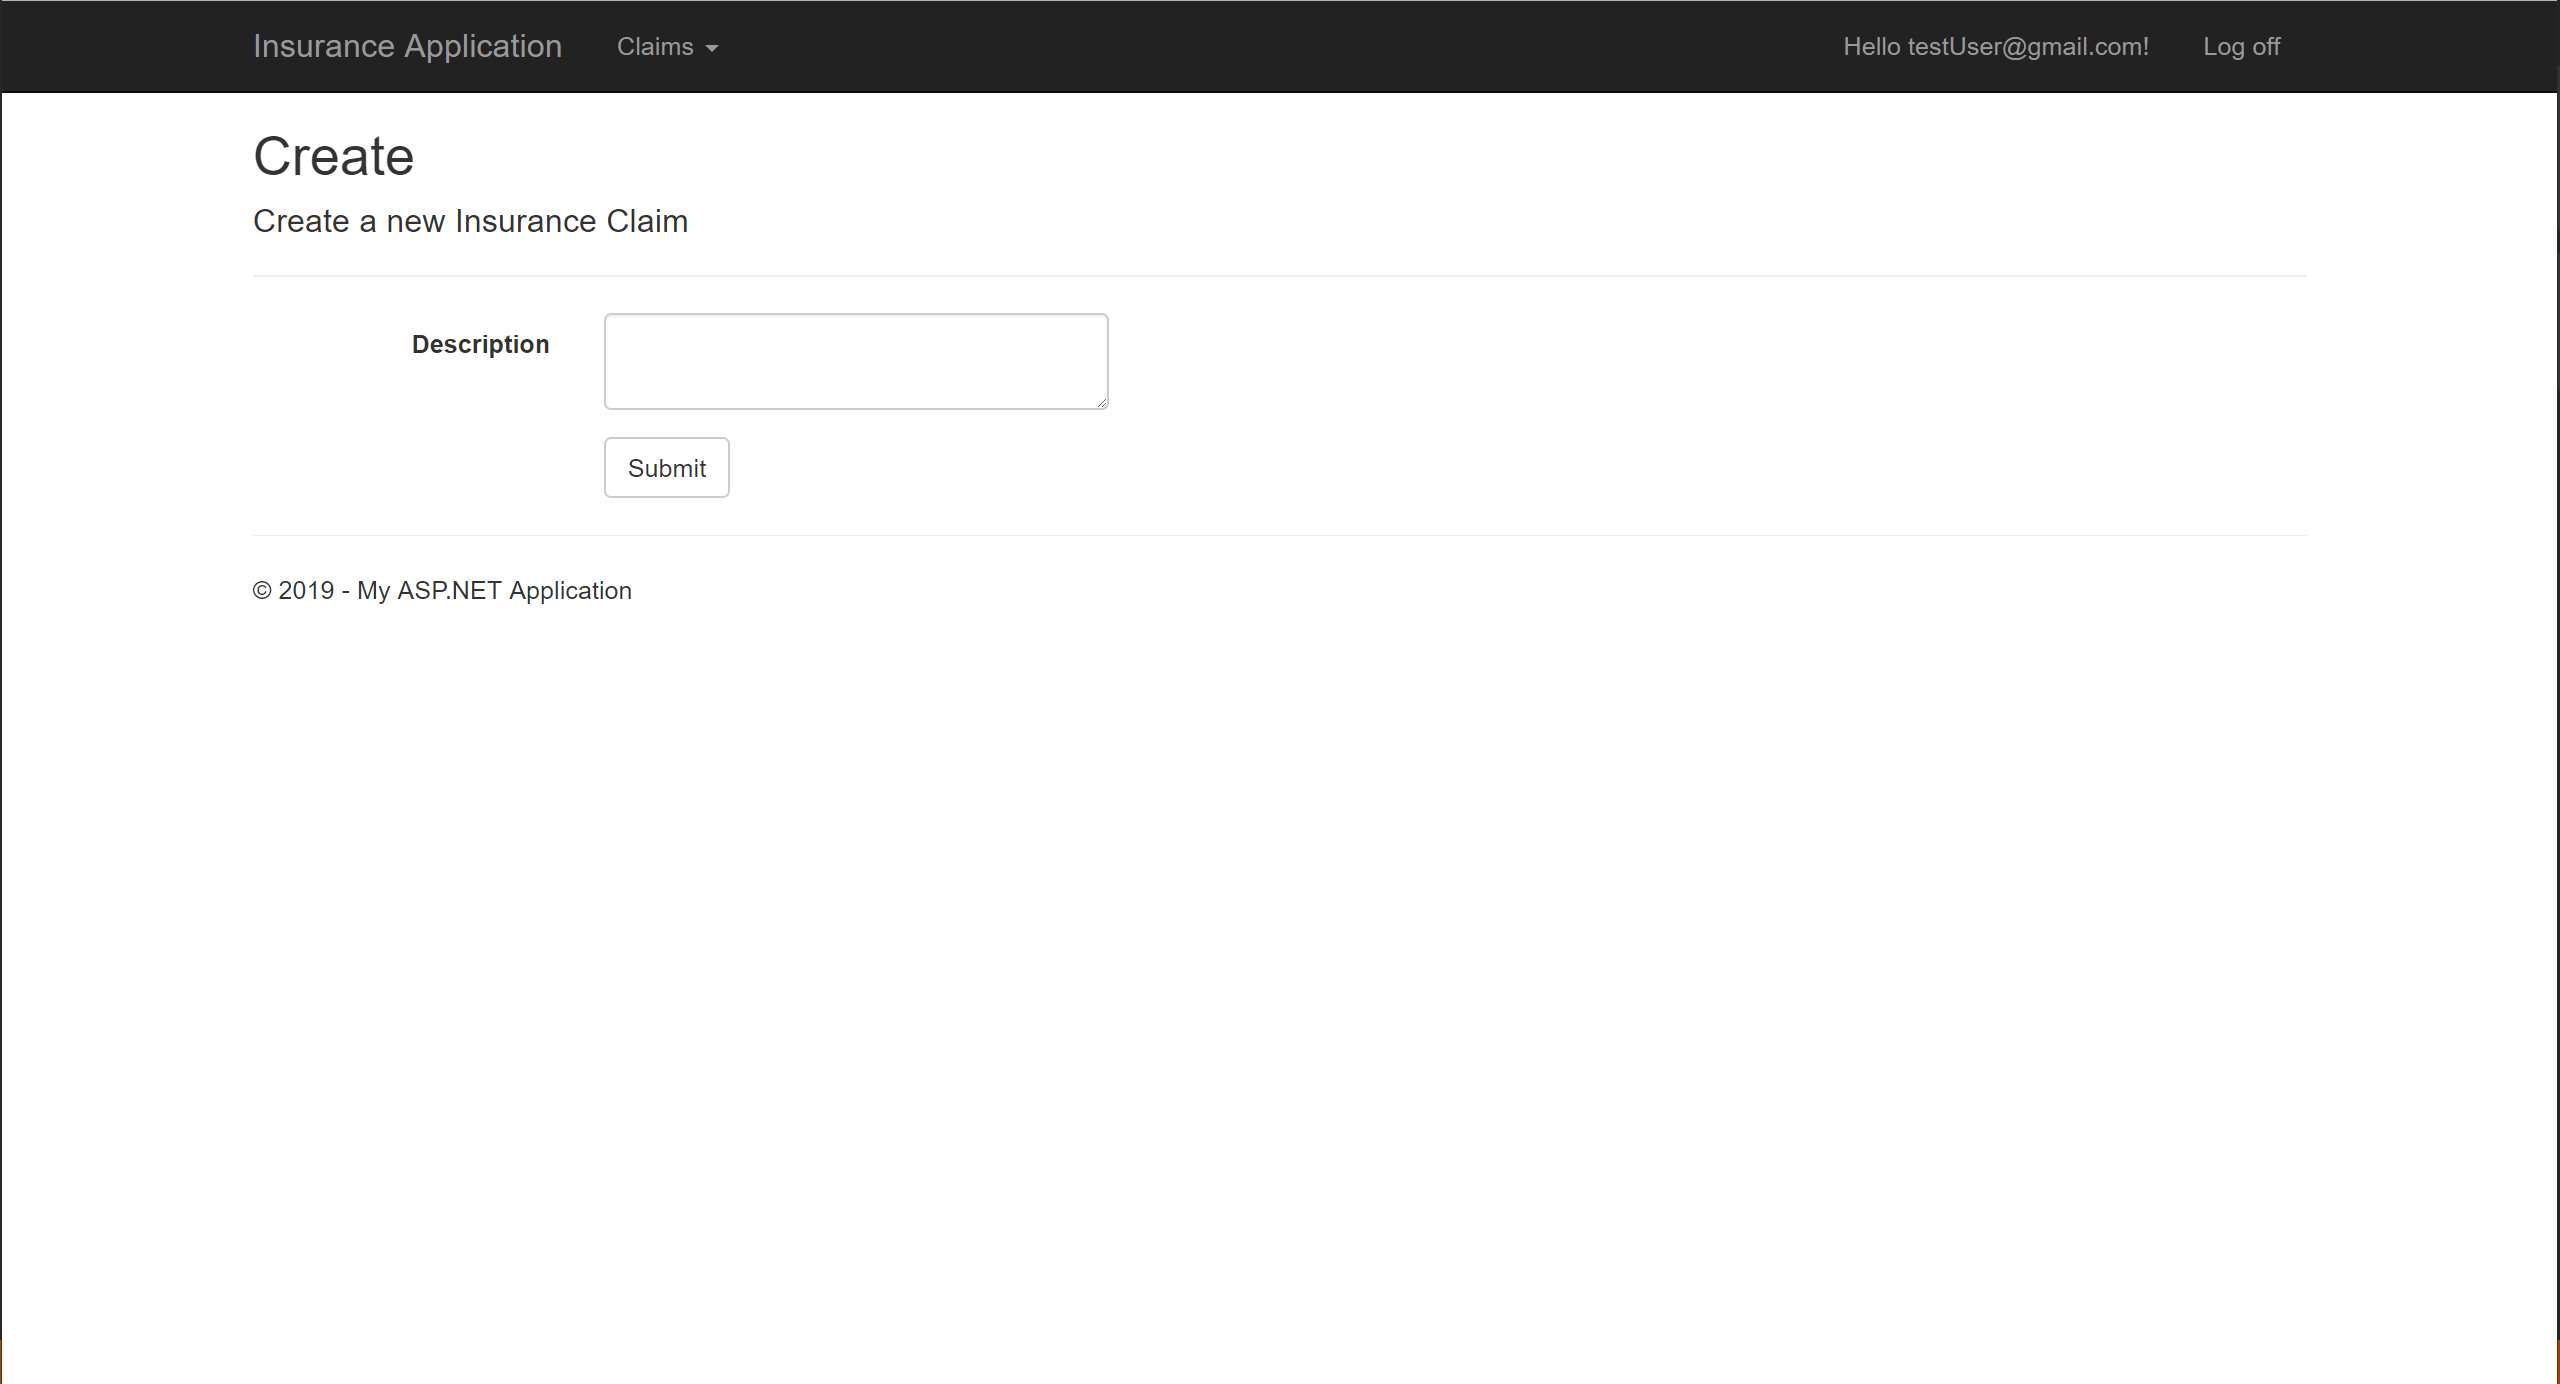 Insurance Application Claims Hello testUser@gmail.com! Log off
Create
Create a new Insurance Claim
Description
Submit
© 2019 - My ASP.NET Application